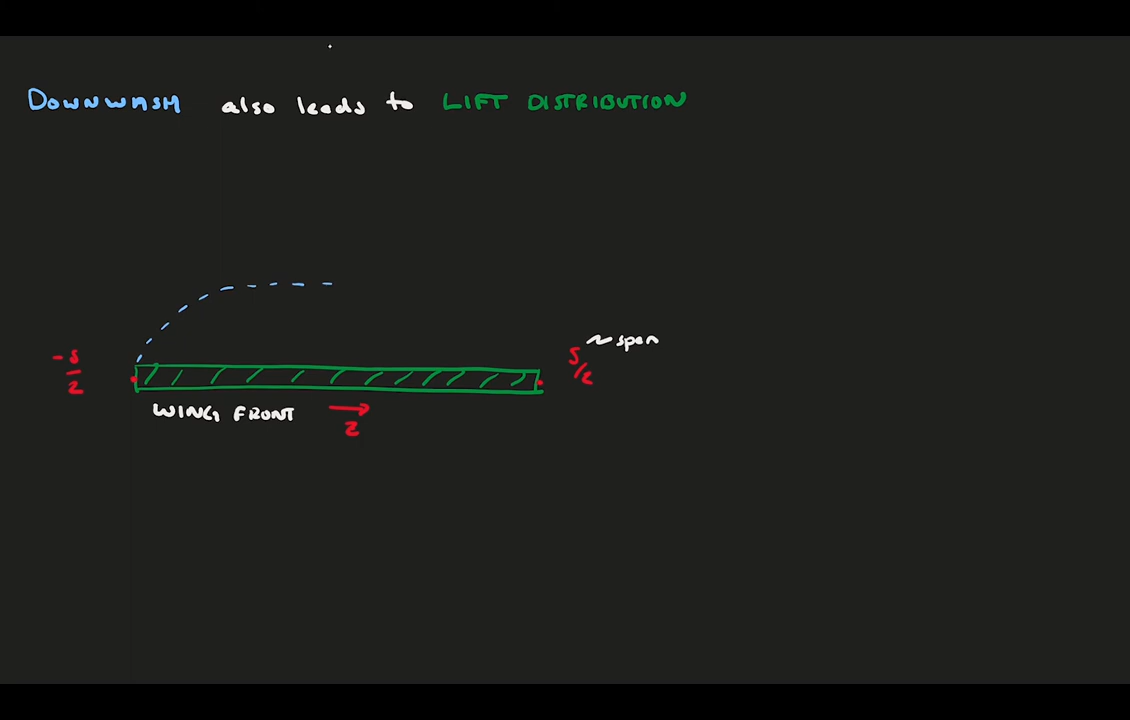 DOWNWASH also leads to LIFT DISTRIBUTION
~span
-s/2
s/2
WING FRONT
z